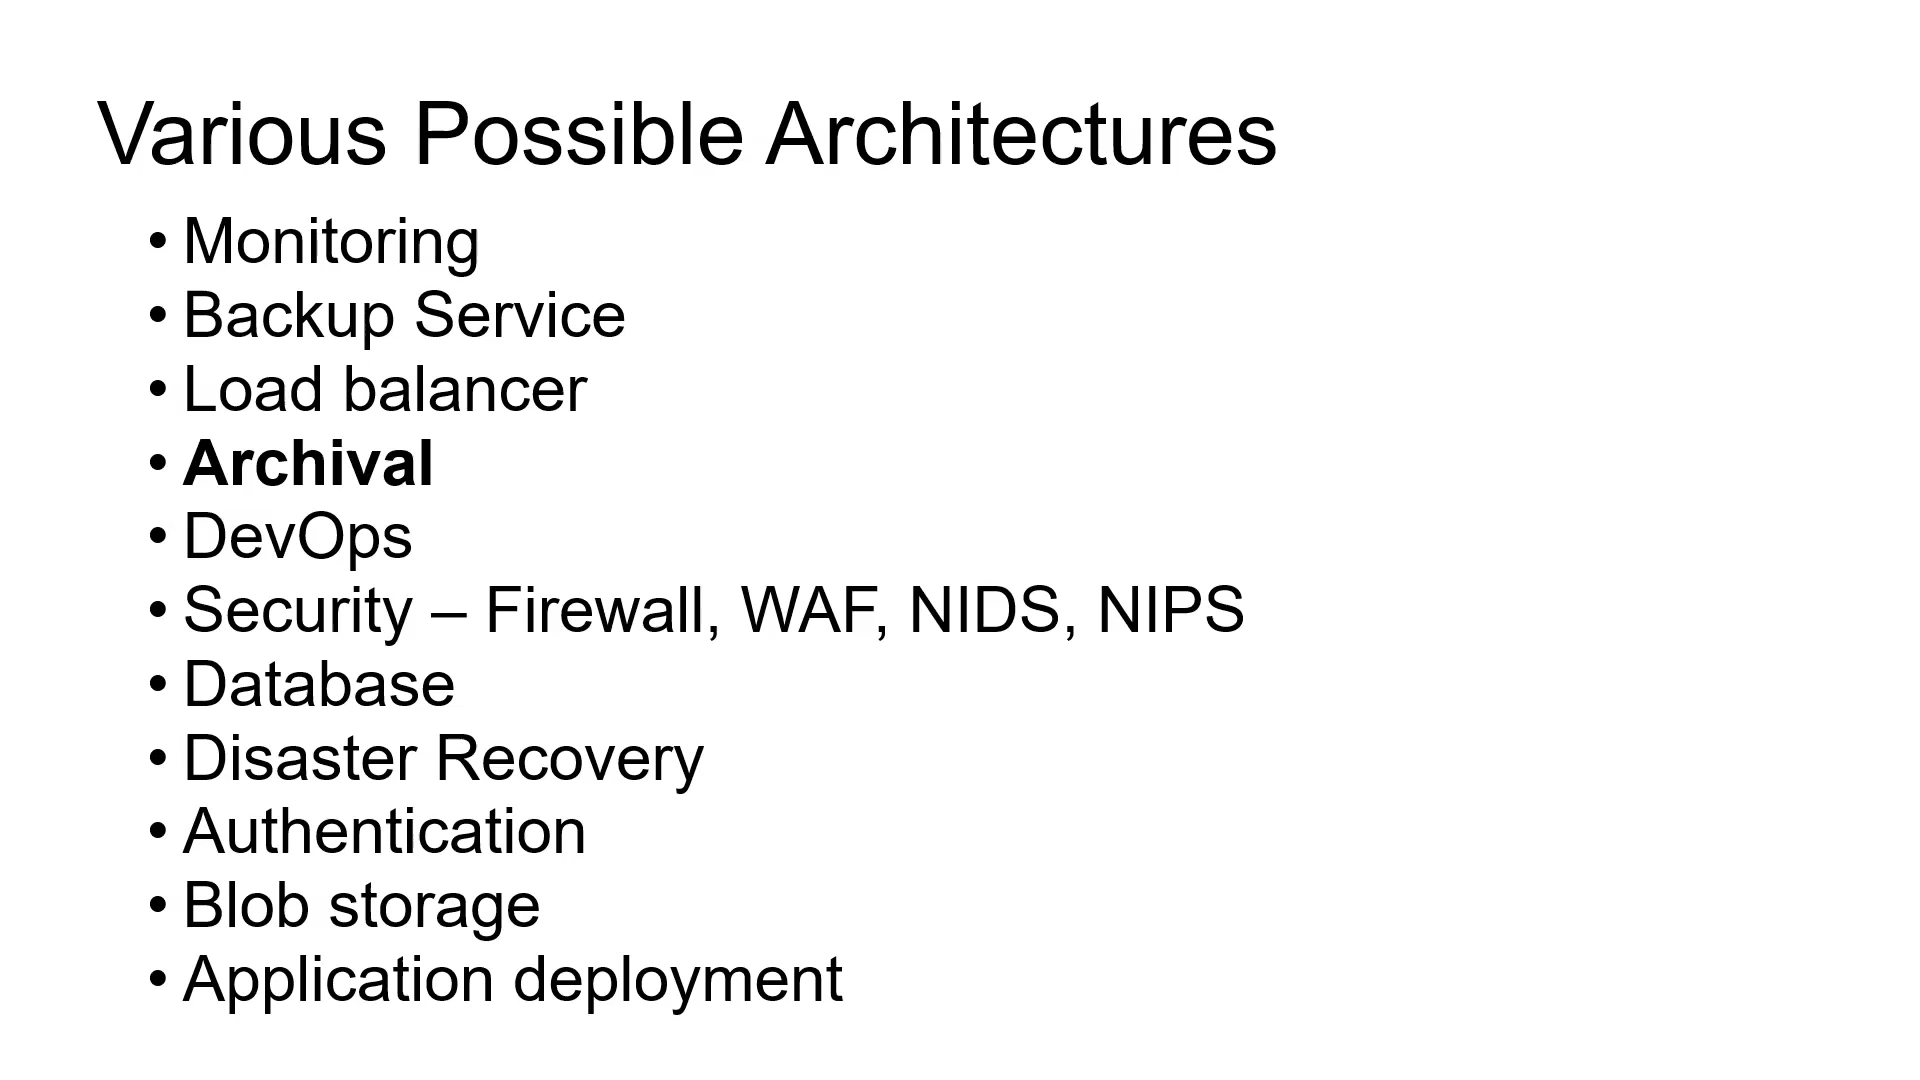 Various Possible Architectures
• Monitoring
• Backup Service
• Load balancer
• Archival
• DevOps
• Security – Firewall, WAF, NIDS, NIPS
• Database
• Disaster Recovery
• Authentication
• Blob storage
• Application deployment